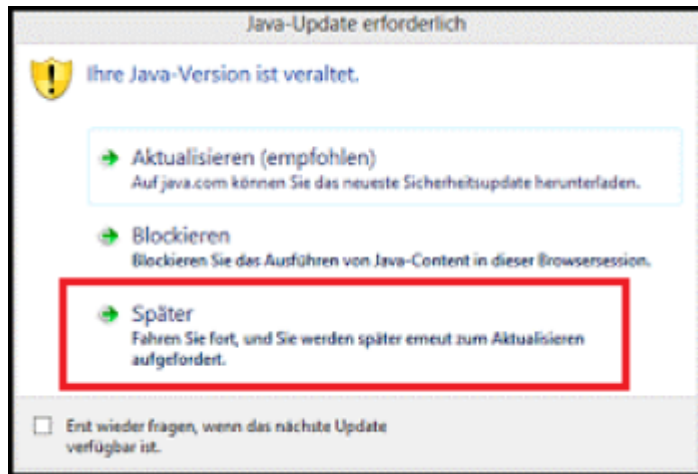 Java-Update erforderlich
Ihre Java-Version ist veraltet.
Aktualisieren (empfohlen)
Auf java.com können Sie das neueste Sicherheitsupdate herunterladen.
Blockieren
Blockieren Sie das Ausführen von Java-Content in dieser Browsersession.
Später
Fahren Sie fort, und Sie werden später erneut zum Aktualisieren
aufgefordert.
Erst wieder fragen, wenn das nächste Update
verfügbar ist.